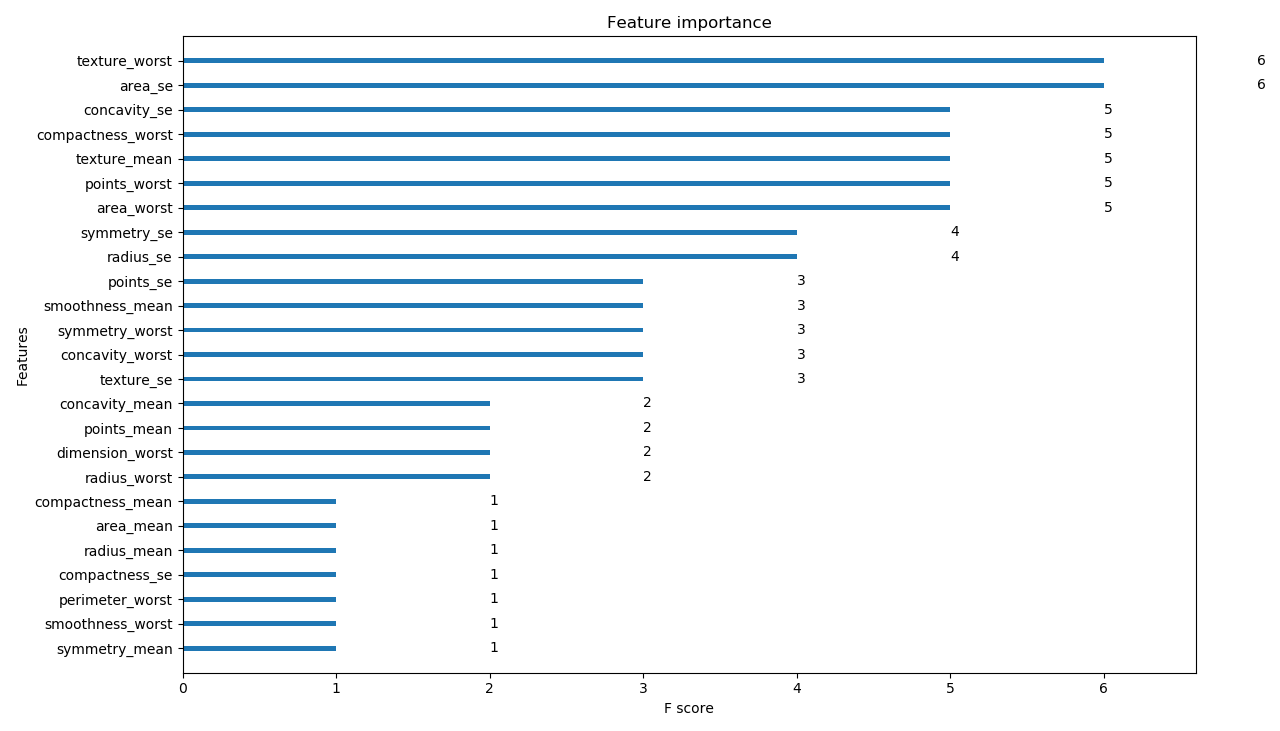 Feature importance
texture_worst 6
area_se 6
concavity_se 5
compactness_worst 5
texture_mean 5
points_worst 5
area_worst 5
symmetry_se 4
radius_se 4
points_se 3
smoothness_mean 3
symmetry_worst 3
concavity_worst 3
texture_se 3
concavity_mean 2
points_mean 2
dimension_worst 2
radius_worst 2
compactness_mean 1
area_mean 1
radius_mean 1
compactness_se 1
perimeter_worst 1
smoothness_worst 1
symmetry_mean 1
Features
0 1 2 3 4 5 6
F score